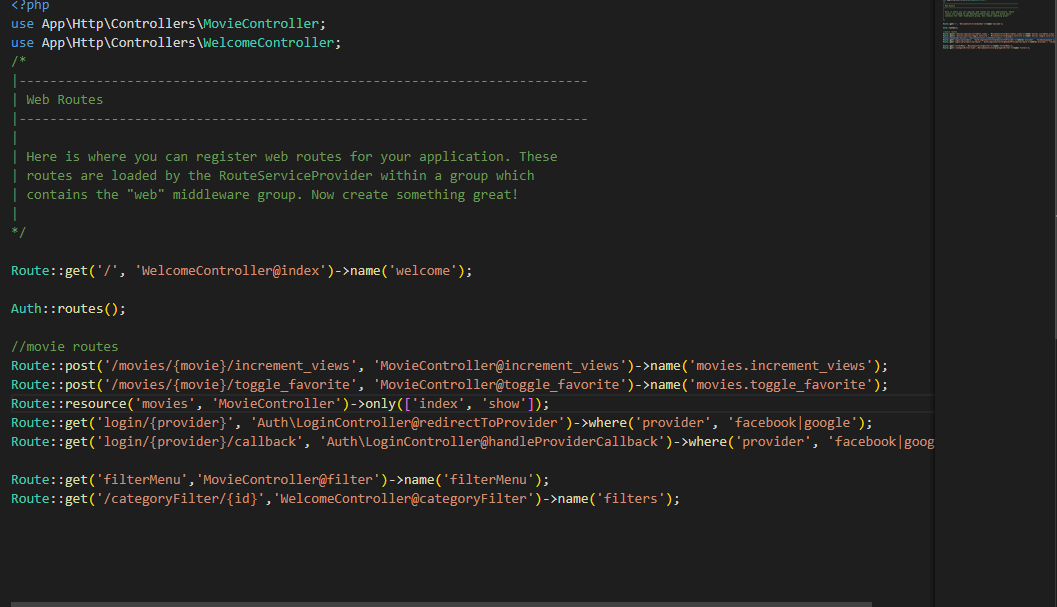 <?php
use App\Http\Controllers\MovieController;
use App\Http\Controllers\WelcomeController;
/*
|--------------------------------------------------------------------------
| Web Routes
|--------------------------------------------------------------------------
|
| Here is where you can register web routes for your application. These
| routes are loaded by the RouteServiceProvider within a group which
| contains the "web" middleware group. Now create something great!
|
*/
Route::get('/', 'WelcomeController@index')->name('welcome');
Auth::routes();
//movie routes
Route::post('/movies/{movie}/increment_views', 'MovieController@increment_views')->name('movies.increment_views');
Route::post('/movies/{movie}/toggle_favorite', 'MovieController@toggle_favorite')->name('movies.toggle_favorite');
Route::resource('movies', 'MovieController')->only(['index', 'show']);
Route::get('login/{provider}', 'Auth\LoginController@redirectToProvider')->where('provider', 'facebook|google');
Route::get('login/{provider}/callback', 'Auth\LoginController@handleProviderCallback')->where('provider', 'facebook|goog
Route::get('filterMenu','MovieController@filter')->name('filterMenu');
Route::get('/categoryFilter/{id}','WelcomeController@categoryFilter')->name('filters');